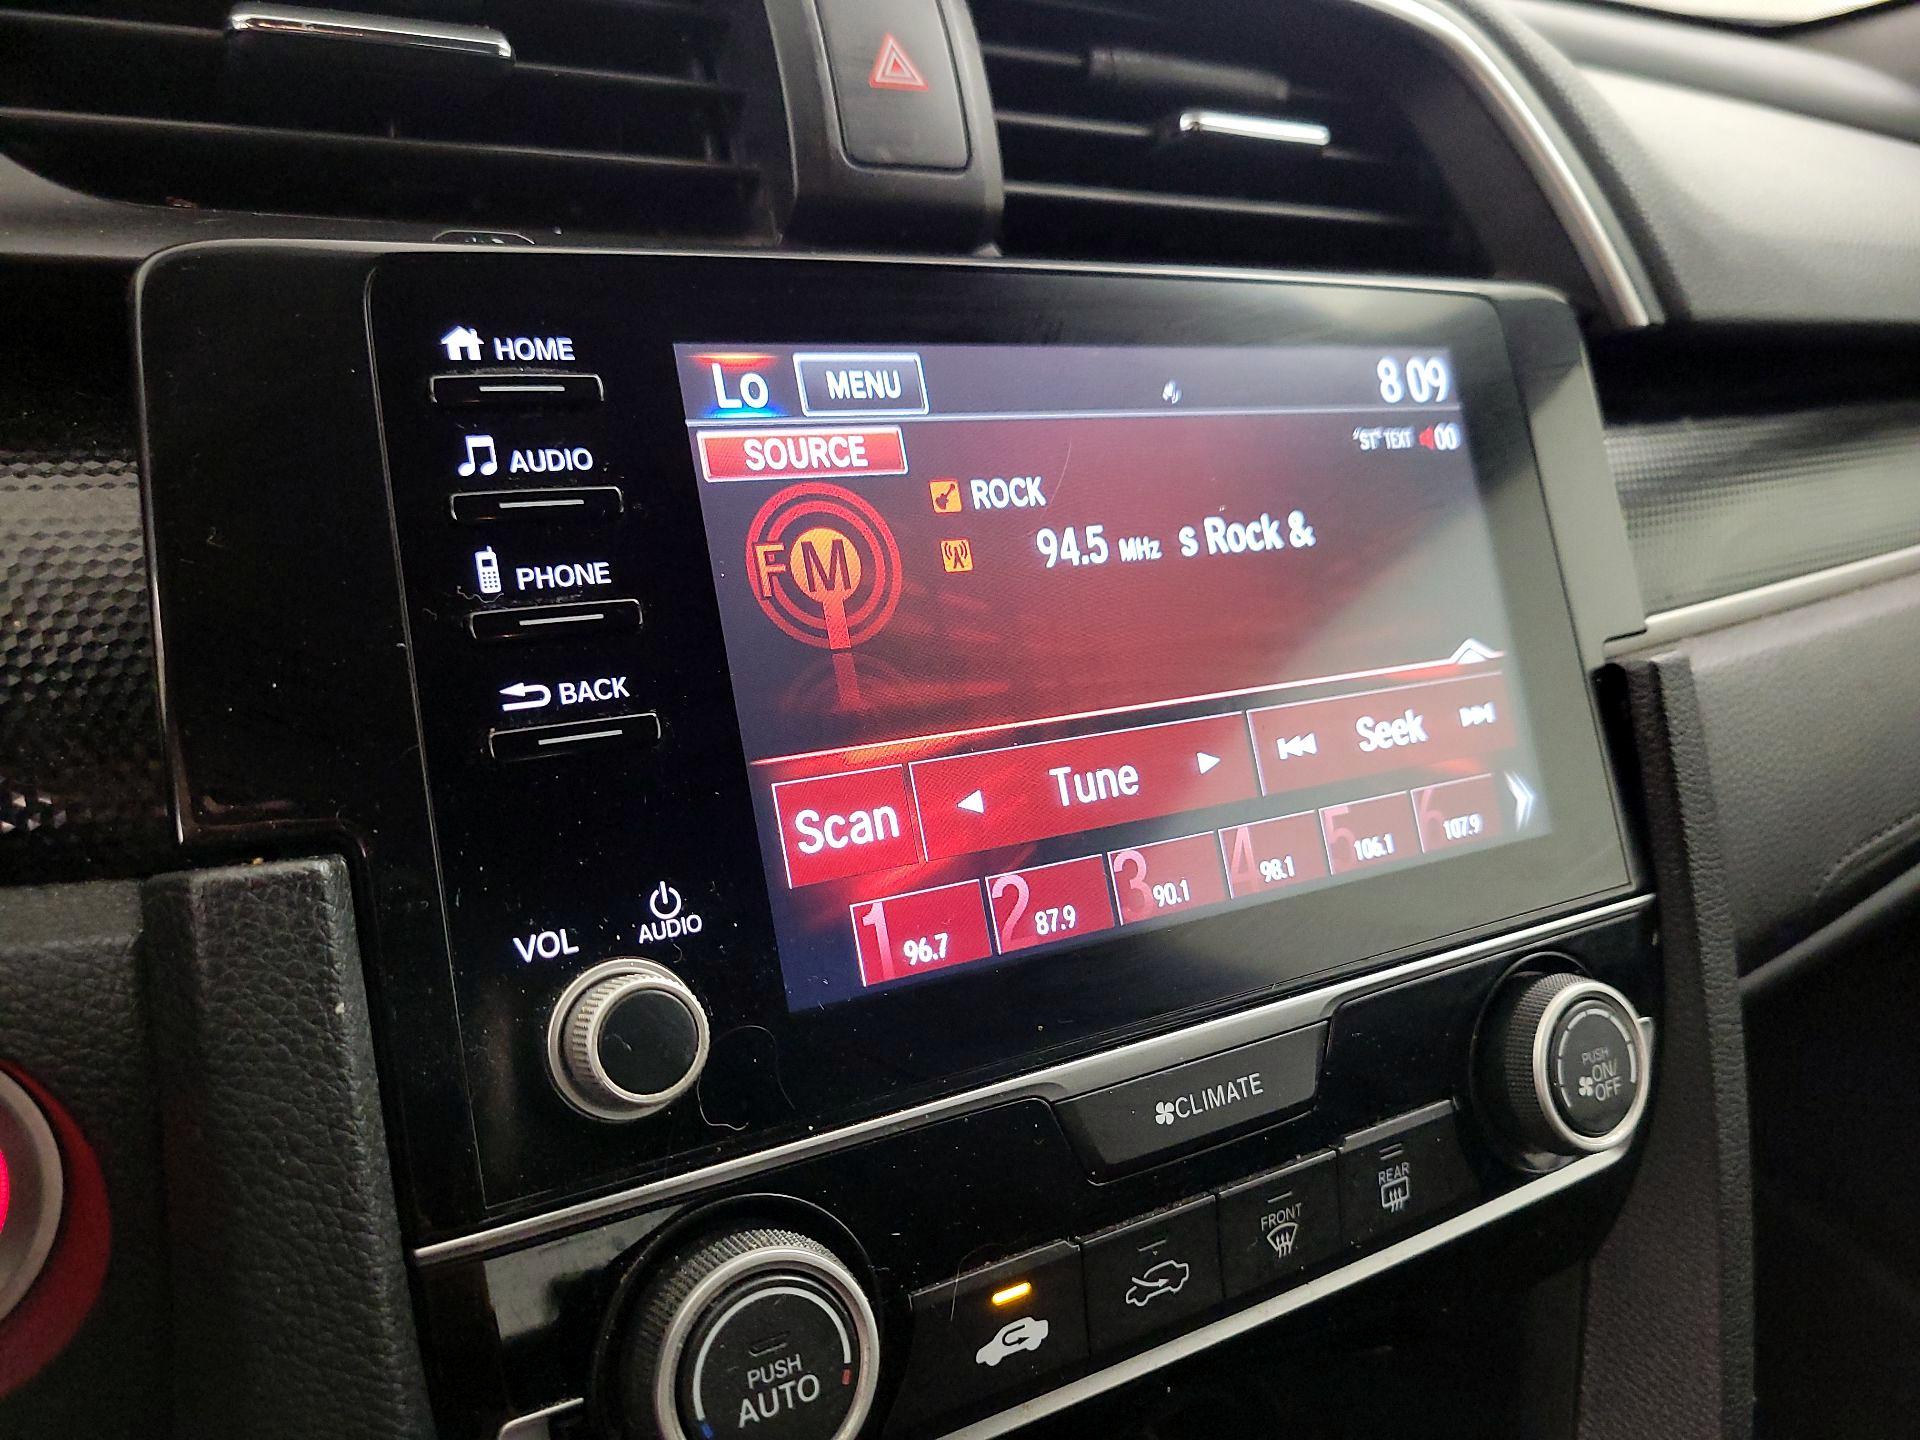 HOME
AUDIO
PHONE
BACK
VOL
AUDIO
Lo
MENU
8 09
SOURCE
"ST" TEXT 00
ROCK
FM
94.5 MHz s Rock &
Scan
Tune
Seek
1 96.7
2 87.9
3 90.1
4 98.1
5 106.1
6 107.9
CLIMATE
PUSH
ON/
OFF
PUSH
AUTO
FRONT
REAR